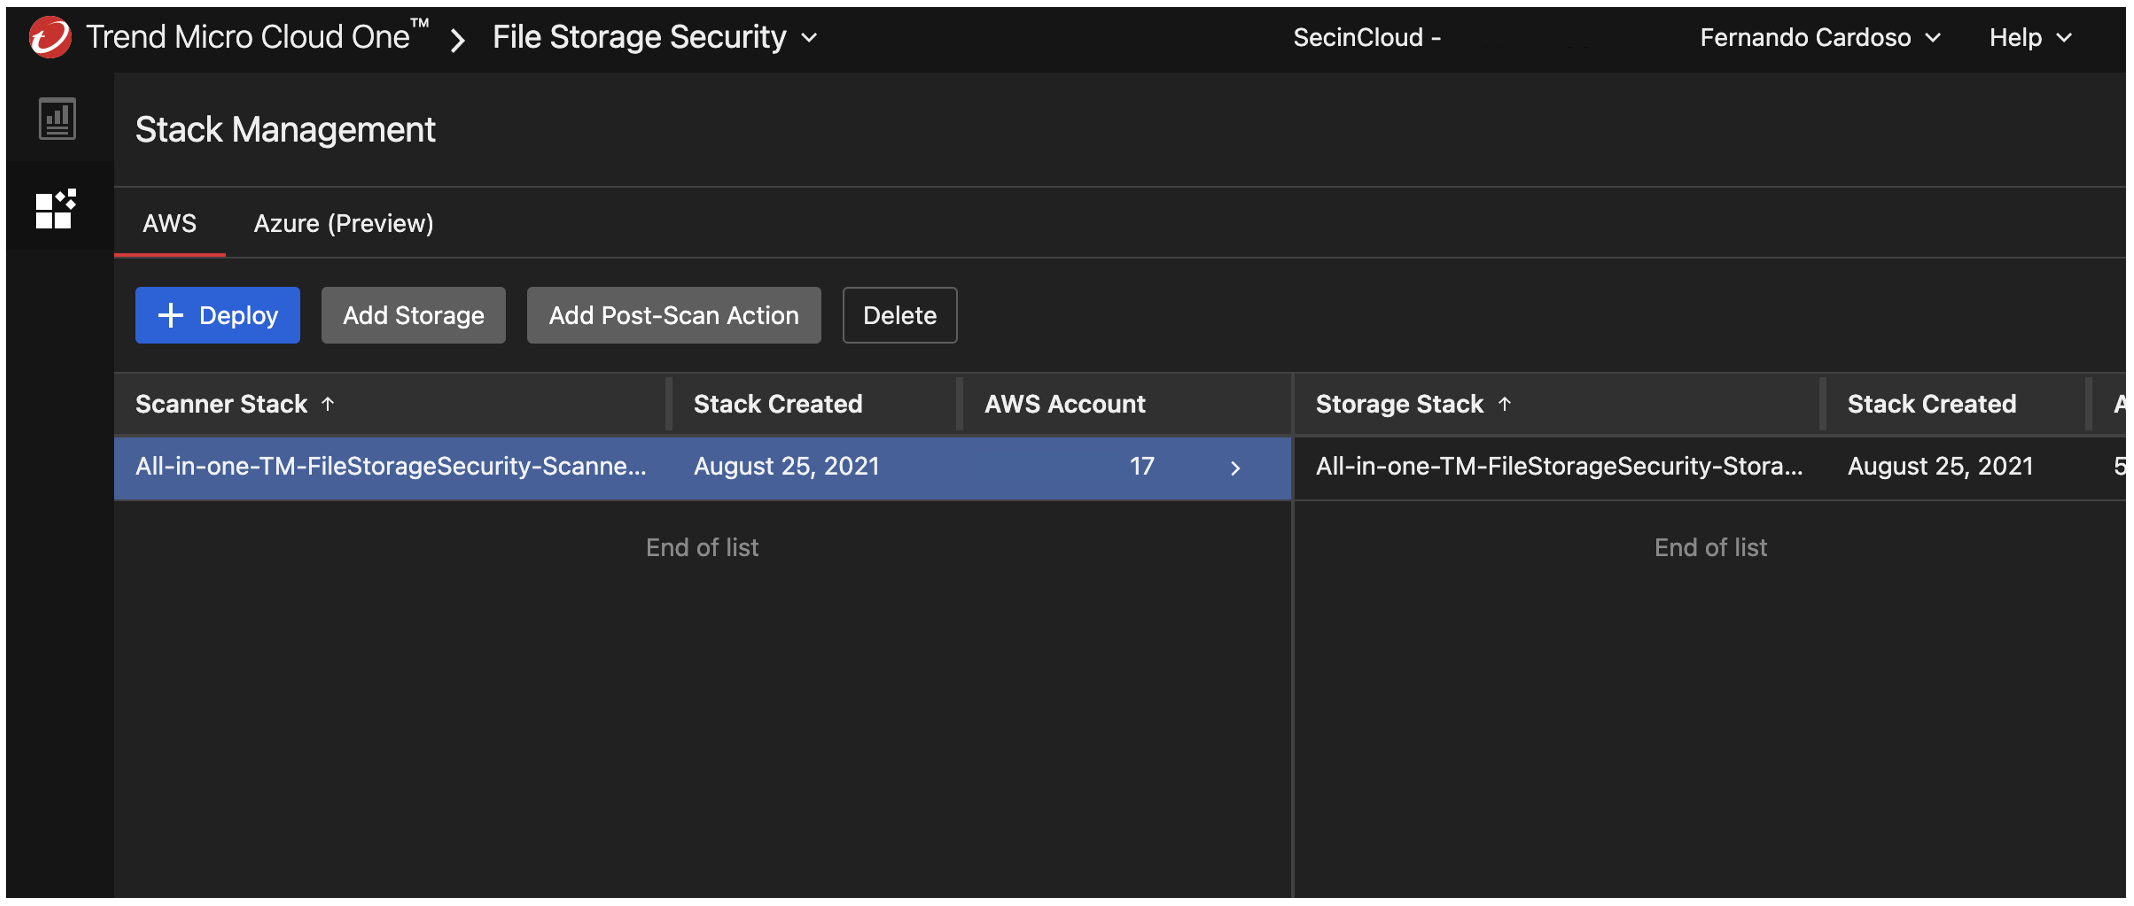 Trend Micro Cloud One™ File Storage Security SecinCloud - Fernando Cardoso Help
Stack Management
AWS Azure (Preview)
Deploy Add Storage Add Post-Scan Action Delete
Scanner Stack ↑ Stack Created AWS Account Storage Stack ↑ Stack Created A
All-in-one-TM-FileStorageSecurity-Scanne... August 25, 2021 17 All-in-one-TM-FileStorageSecurity-Stora... August 25, 2021 5
End of list End of list